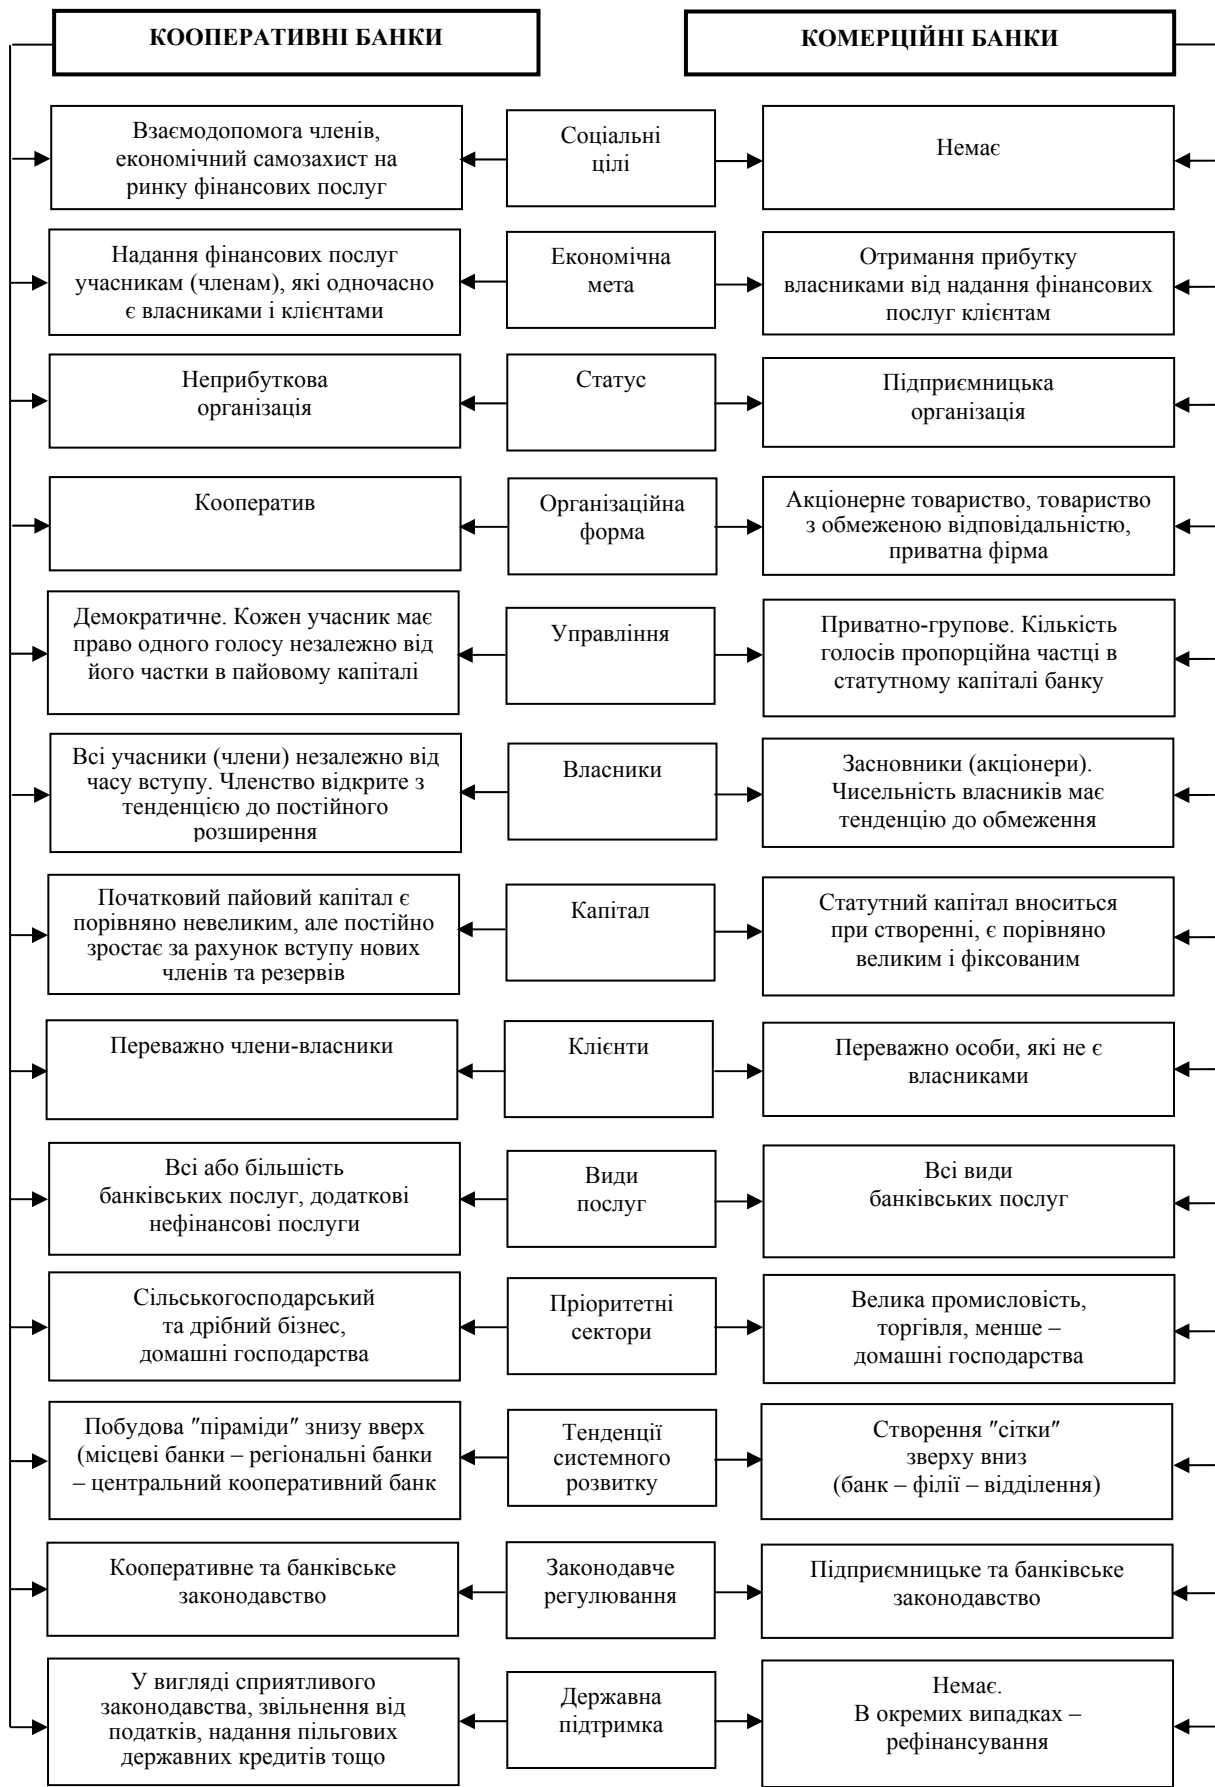 КООПЕРАТИВНІ БАНКИ
КОМЕРЦІЙНІ БАНКИ
Взаємодопомога членів,
економічний самозахист на
ринку фінансових послуг
Соціальні
цілі
Немає
Надання фінансових послуг
учасникам (членам), які одночасно
є власниками і клієнтами
Економічна
мета
Отримання прибутку
власниками від надання фінансових
послуг клієнтам
Неприбуткова
організація
Статус
Підприємницька
організація
Кооператив
Організаційна
форма
Акціонерне товариство, товариство
з обмеженою відповідальністю,
приватна фірма
Демократичне. Кожен учасник має
право одного голосу незалежно від
його частки в пайовому капіталі
Управління
Приватно-групове. Кількість
голосів пропорційна частці в
статутному капіталі банку
Всі учасники (члени) незалежно від
часу вступу. Членство відкрите з
тенденцією до постійного
розширення
Власники
Засновники (акціонери).
Чисельність власників має
тенденцію до обмеження
Початковий пайовий капітал є
порівняно невеликим, але постійно
зростає за рахунок вступу нових
членів та резервів
Капітал
Статутний капітал вноситься
при створенні, є порівняно
великим і фіксованим
Переважно члени-власники
Клієнти
Переважно особи, які не є
власниками
Всі або більшість
банківських послуг, додаткові
нефінансові послуги
Види
послуг
Всі види
банківських послуг
Сільськогосподарський
та дрібний бізнес,
домашні господарства
Пріоритетні
сектори
Велика промисловість,
торгівля, менше –
домашні господарства
Побудова "піраміди" знизу вверх
(місцеві банки – регіональні банки
– центральний кооперативний банк
Тенденції
системного
розвитку
Створення "сітки"
зверху вниз
(банк – філії – відділення)
Кооперативне та банківське
законодавство
Законодавче
регулювання
Підприємницьке та банківське
законодавство
У вигляді сприятливого
законодавства, звільнення від
податків, надання пільгових
державних кредитів тощо
Державна
підтримка
Немає.
В окремих випадках –
рефінансування